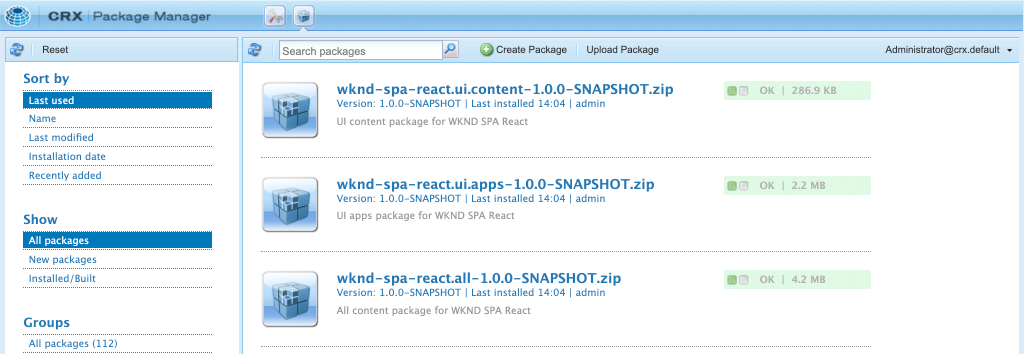 CRX Package Manager
Reset
Sort by
Last used
Name
Last modified
Installation date
Recently added
Show
All packages
New packages
Installed/Built
Groups
All packages (112)
Search packages
Create Package
Upload Package
Administrator@crx.default
wknd-spa-react.ui.content-1.0.0-SNAPSHOT.zip
Version: 1.0.0-SNAPSHOT | Last installed 14:04 | admin
UI content package for WKND SPA React
OK | 286.9 KB
wknd-spa-react.ui.apps-1.0.0-SNAPSHOT.zip
Version: 1.0.0-SNAPSHOT | Last installed 14:04 | admin
UI apps package for WKND SPA React
OK | 2.2 MB
wknd-spa-react.all-1.0.0-SNAPSHOT.zip
Version: 1.0.0-SNAPSHOT | Last installed 14:04 | admin
All content package for WKND SPA React
OK | 4.2 MB